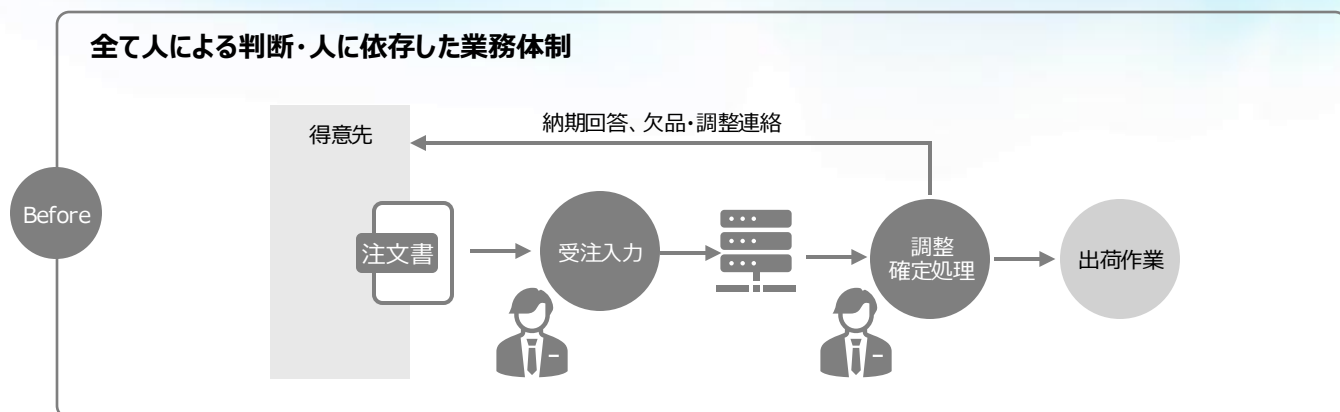 全て人による判断・人に依存した業務体制
納期回答、欠品・調整連絡
得意先
Before
注文書
受注入力
調整
確定処理
出荷作業